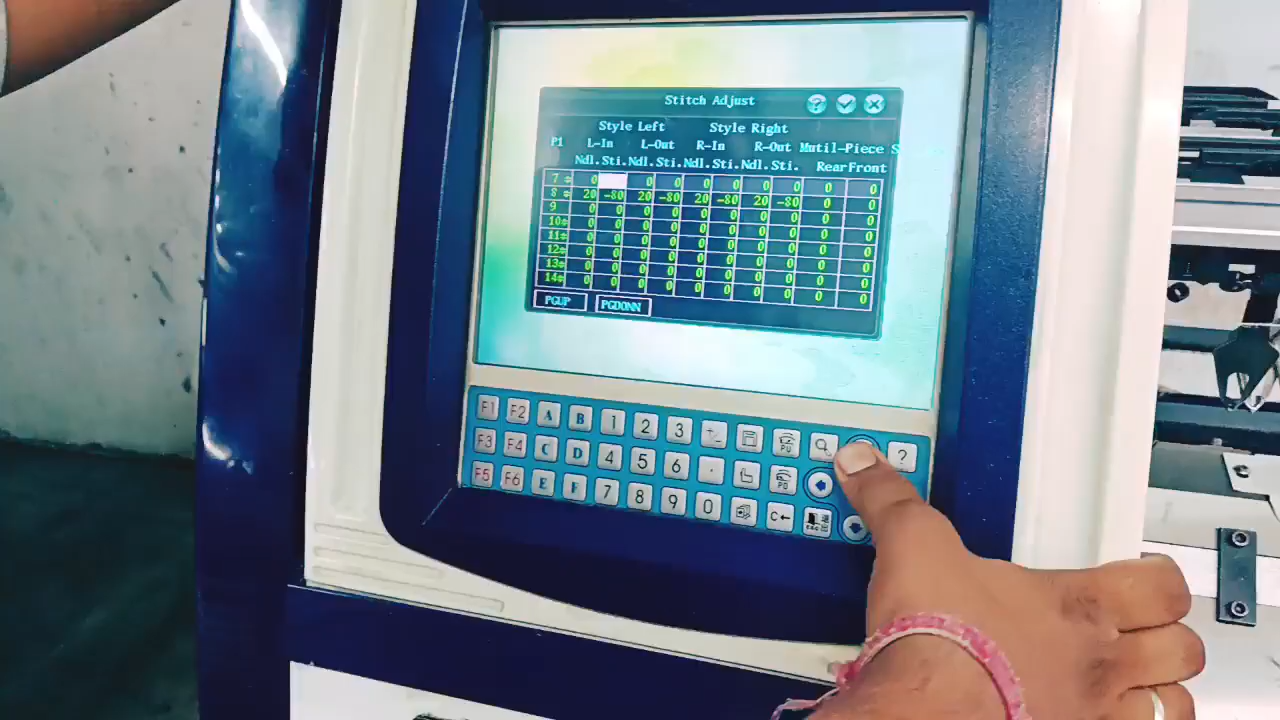 Stitch Adjust
Style Left Style Right
P1 L-In L-Out R-In R-Out Mutil-Piece S
Ndl. Sti. Ndl. Sti. Ndl. Sti. Ndl. Sti. Rear Front
7 ÷ 0 0 0 0 0 0 0 0 0
8 ÷ 20 -80 20 -80 20 -80 20 -80 0 0
9 0 0 0 0 0 0 0 0 0 0
10÷ 0 0 0 0 0 0 0 0 0 0
11÷ 0 0 0 0 0 0 0 0 0 0
12÷ 0 0 0 0 0 0 0 0 0 0
13÷ 0 0 0 0 0 0 0 0 0 0
14÷ 0 0 0 0 0 0 0 0 0 0
PGUP PGDOWN
F1 F2 A B 1 2 3 +- PU ?
F3 F4 C D 4 5 6 . PD
F5 F6 E F 7 8 9 0 C← ESC